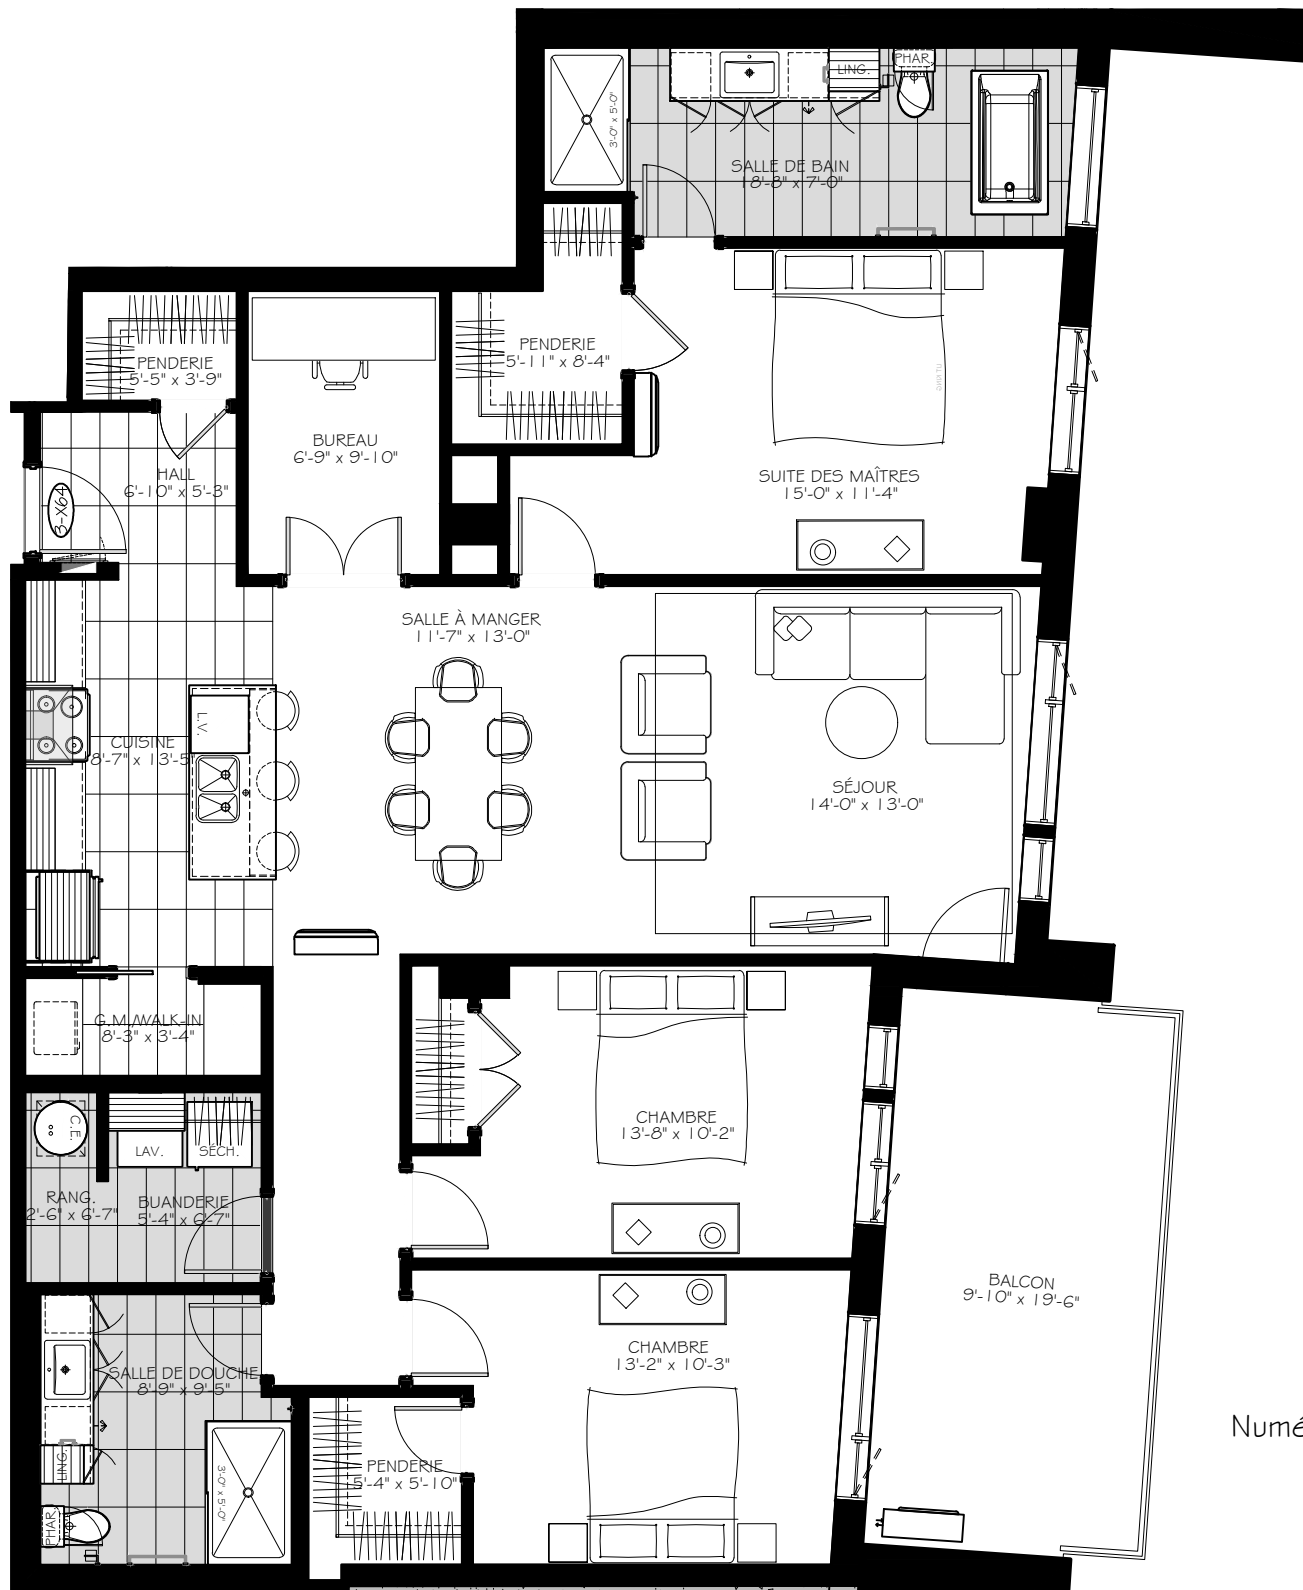 3'-0" x 5'-0"
LING.
PHAR.
SALLE DE BAIN
18'-8" x 7'-0"
PENDERIE
5'-11" x 8'-4"
PENDERIE
5'-5" x 3'-9"
BUREAU
6'-9" x 9'-10"
HALL
6'-10" x 5'-3"
3-X64
SUITE DES MAÎTRES
15'-0" x 11'-4"
SALLE À MANGER
11'-7" x 13'-0"
L.V.
CUISINE
8'-7" x 13'-5"
SÉJOUR
14'-0" x 13'-0"
G.M./WALK-IN
8'-3" x 3'-4"
C.E.
LAV.
SÉCH.
RANG.
2'-6" x 6'-7"
BUANDERIE
5'-4" x 6'-7"
CHAMBRE
13'-8" x 10'-2"
BALCON
9'-10" x 19'-6"
CHAMBRE
13'-2" x 10'-3"
SALLE DE DOUCHE
8'-9" x 9'-5"
Numé
LING.
PENDERIE
5'-4" x 5'-10"
3'-0" x 5'-0"
PHAR.